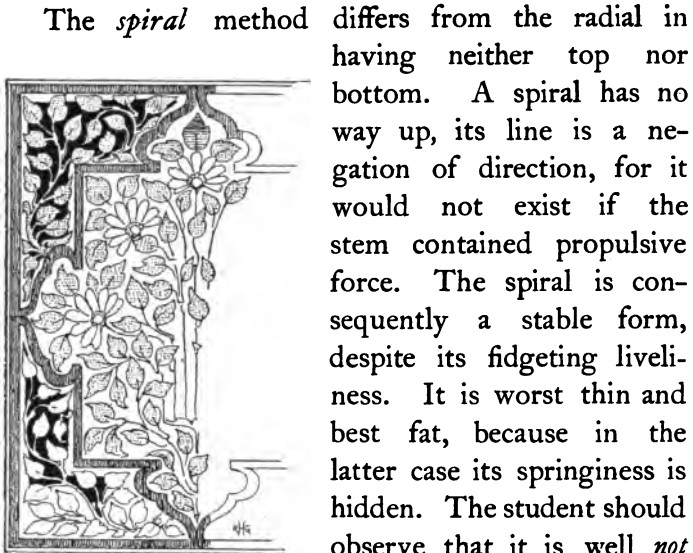 The spiral method differs from the radial in
having neither top nor
bottom. A spiral has no
way up, its line is a ne-
gation of direction, for it
would not exist if the
stem contained propulsive
force. The spiral is con-
sequently a stable form,
despite its fidgeting liveli-
ness. It is worst thin and
best fat, because in the
latter case its springiness is
hidden. The student should
observe that it is well not